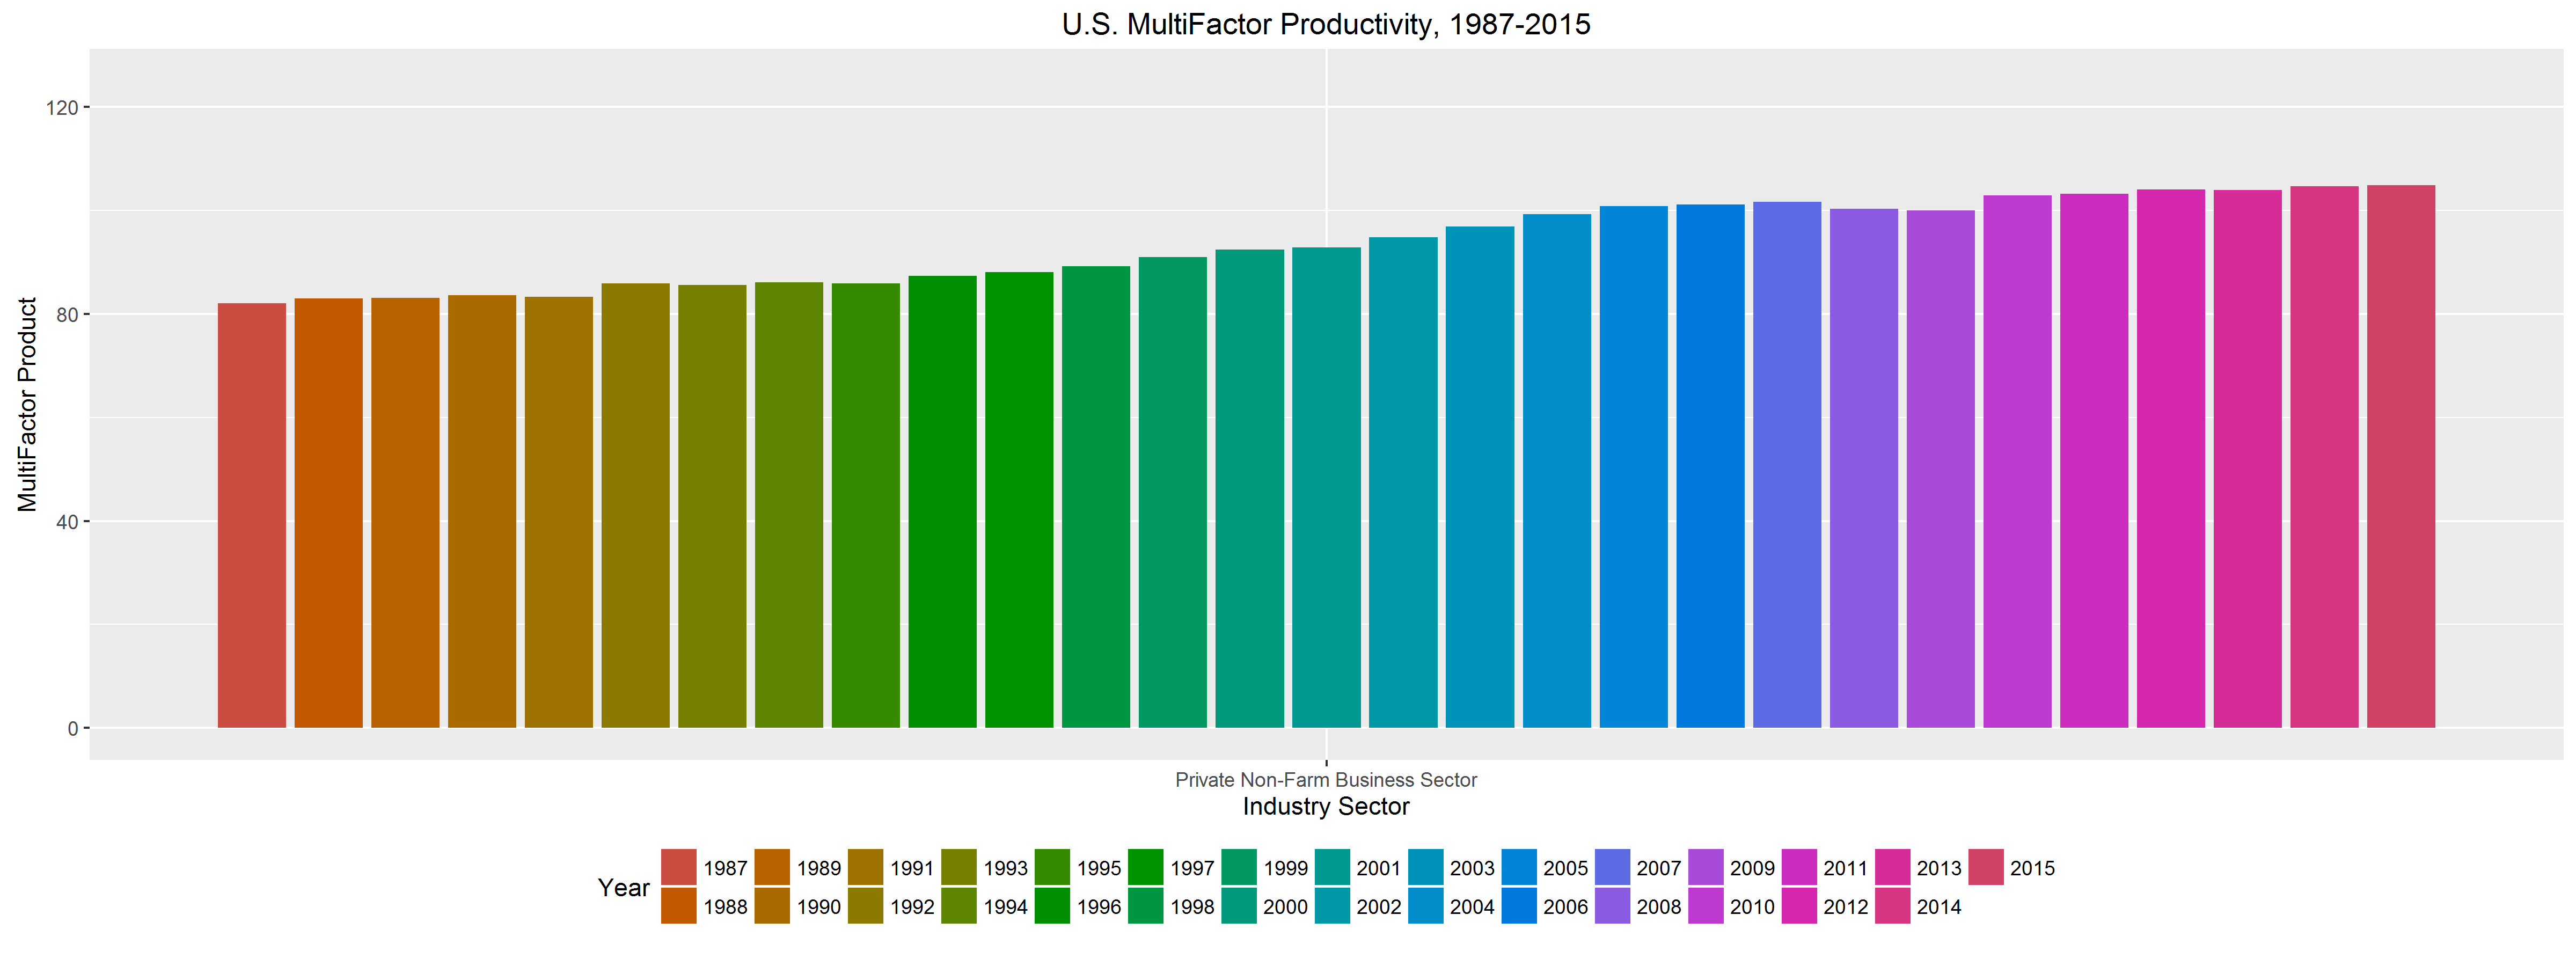 U.S. MultiFactor Productivity, 1987-2015
MultiFactor Product
120
80
40
0
Private Non-Farm Business Sector
Industry Sector
Year
1987 1989 1991 1993 1995 1997 1999 2001 2003 2005 2007 2009 2011 2013 2015
1988 1990 1992 1994 1996 1998 2000 2002 2004 2006 2008 2010 2012 2014